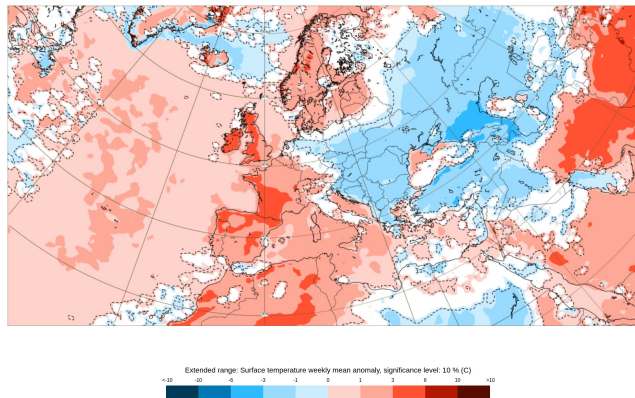 Extended range: Surface temperature weekly mean anomaly, significance level: 10 % (C)
<-10 -10 -6 -3 -1 0 1 3 6 10 >10